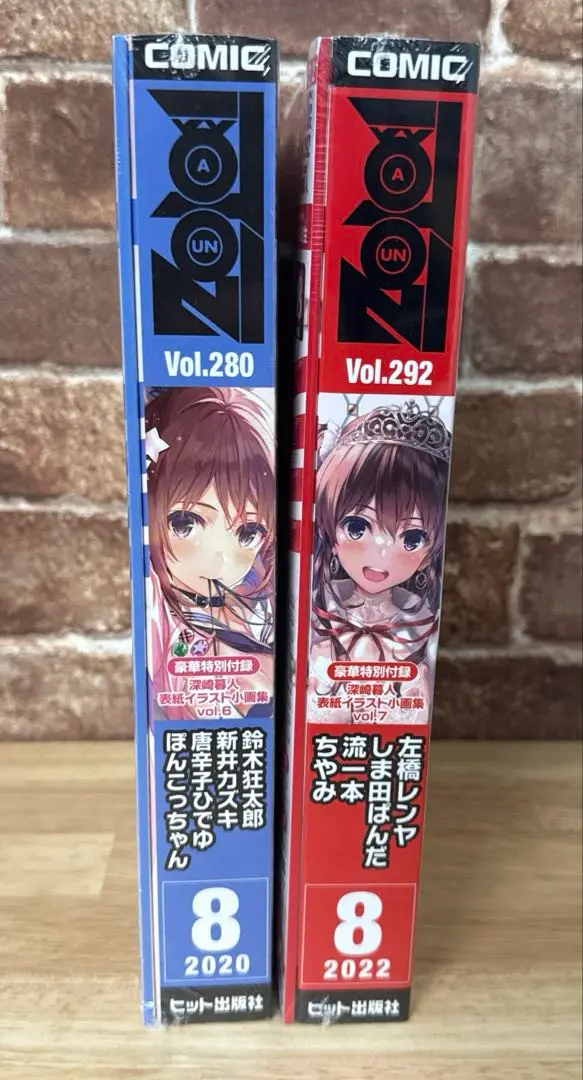 COMIC
A
UN
Vol.280
豪華特別付録
深崎暮人
表紙イラスト小画集
vol.6
鈴木狂太郎
新井カズキ
唐辛子ひでゆ
ぽんこっちゃん
8
2020
ヒット出版社
COMIC
A
UN
Vol.292
豪華特別付録
深崎暮人
表紙イラスト小画集
vol.7
左橋レンヤ
しま田ぱんだ
流一本
ちやみ
8
2022
ヒット出版社